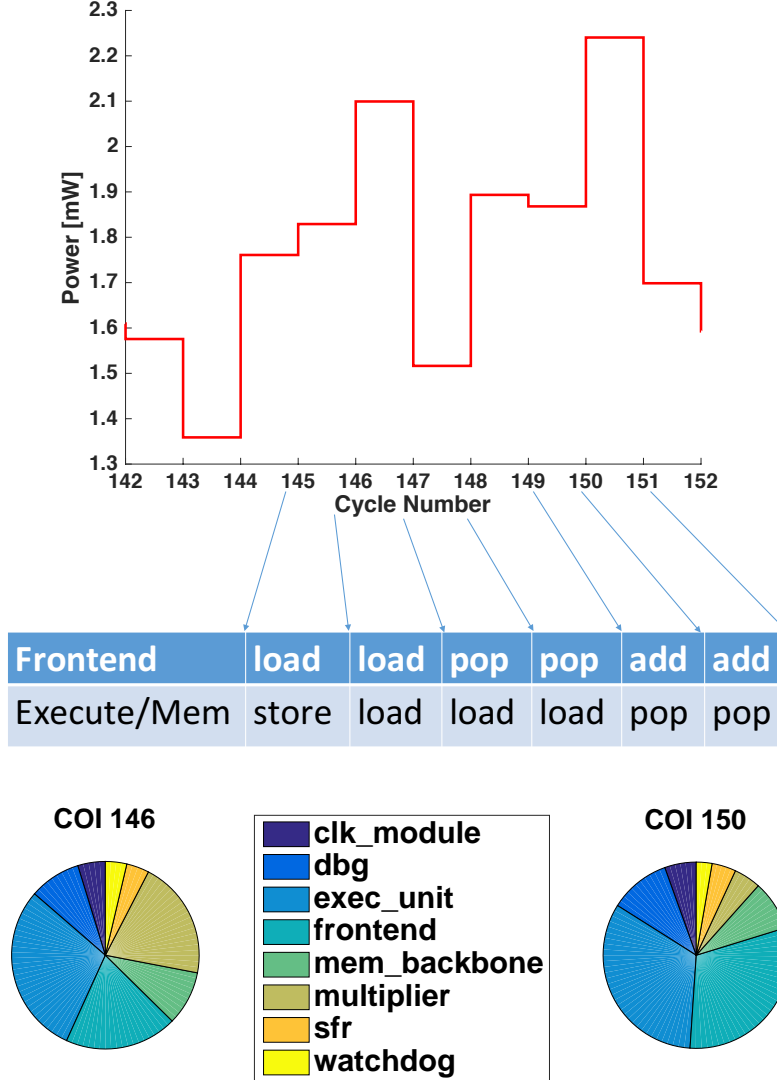 2.3
2.2
2.1
2
1.9
1.8
1.7
1.6
1.5
1.4
1.3
Power [mW]
142 143 144 145 146 147 148 149 150 151 152
Cycle Number
Frontend load load pop pop add add
Execute/Mem store load load load pop pop
COI 146
clk_module
dbg
exec_unit
frontend
mem_backbone
multiplier
sfr
watchdog
COI 150